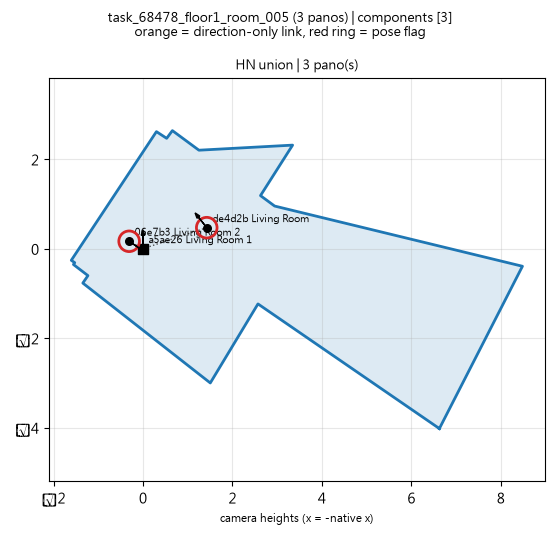 task_68478_floor1_room_005 (3 panos) | components [3]
orange = direction-only link, red ring = pose flag
HN union | 3 pano(s)
de4d2b Living Room
Living Room 2
a5ae26 Living Room 1
2
0
2
4
2 0 2 4 6 8
camera heights (x = -native x)